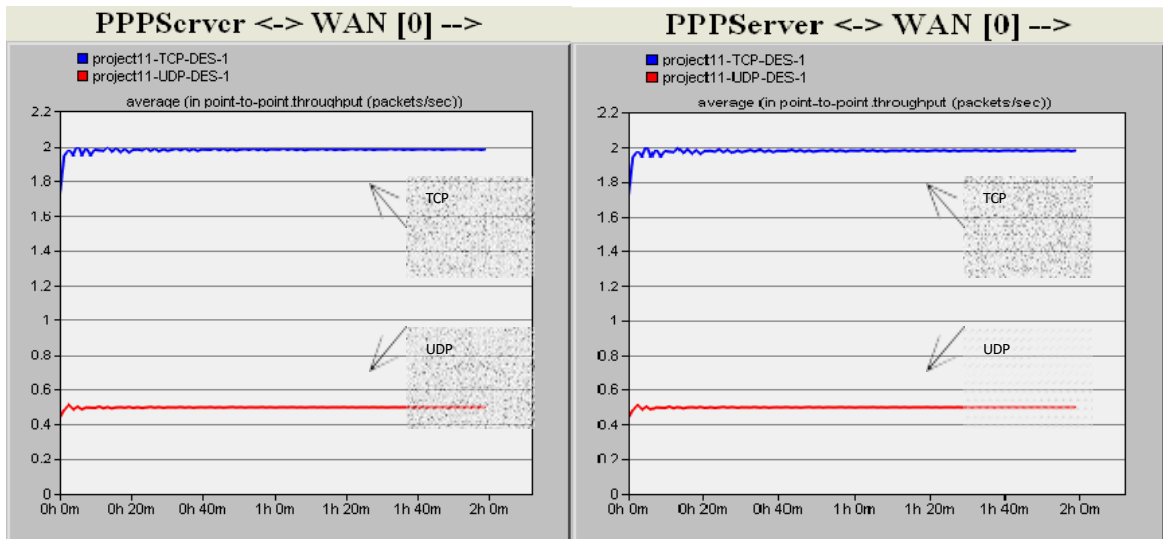 PPPScrvcr <-> WAN [0] -->
project11-TCP-DES-1
project11-UDP-DES-1
average (in point-to-point.throughput (packets/sec))
2.2
2
1.8
1.6
1.4
1.2
1
0.8
0.6
0.4
0.2
0
TCP
UDP
0h 0m 0h 20m 0h 40m 1h 0m 1h 20m 1h 40m 2h 0m
PPPServer <-> WAN [0] -->
project11-TCP-DES-1
project11-UDP-DES-1
average (in point-to-point.throughput (packets/sec))
2.2
2
1.8
1.6
1.4
1.2
1
0.8
0.6
0.4
0.2
0
TCP
UDP
0h 0m 0h 20m 0h 40m 1h 0m 1h 20m 1h 40m 2h 0m